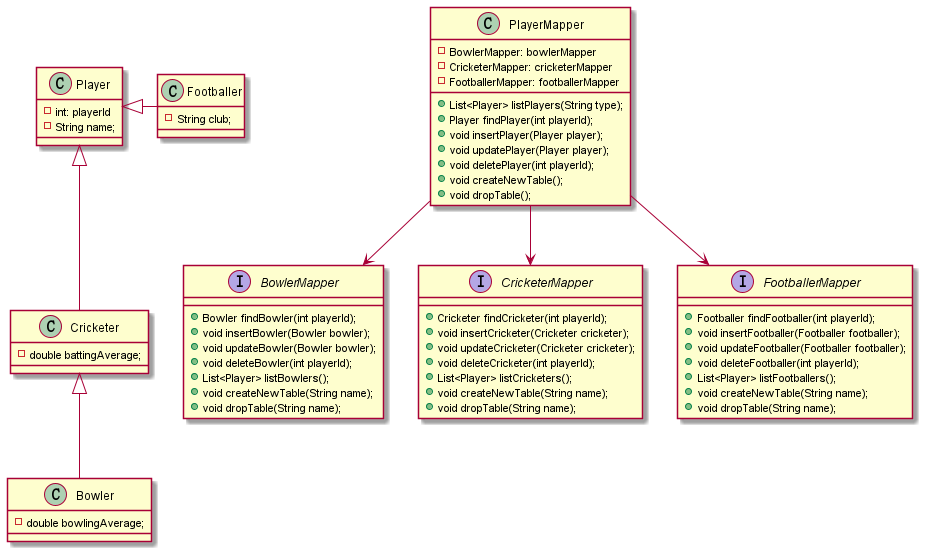 C Player
int: playerId
String name;
C Footballer
String club;
C PlayerMapper
BowlerMapper: bowlerMapper
CricketerMapper: cricketerMapper
FootballerMapper: footballerMapper
List<Player> listPlayers(String type);
Player findPlayer(int playerId);
void insertPlayer(Player player);
void updatePlayer(Player player);
void deletePlayer(int playerId);
void createNewTable();
void dropTable();
I BowlerMapper
Bowler findBowler(int playerId);
void insertBowler(Bowler bowler);
void updateBowler(Bowler bowler);
void deleteBowler(int playerId);
List<Player> listBowlers();
void createNewTable(String name);
void dropTable(String name);
I CricketerMapper
Cricketer findCricketer(int playerId);
void insertCricketer(Cricketer cricketer);
void updateCricketer(Cricketer cricketer);
void deleteCricketer(int playerId);
List<Player> listCricketers();
void createNewTable(String name);
void dropTable(String name);
I FootballerMapper
Footballer findFootballer(int playerId);
void insertFootballer(Footballer footballer);
void updateFootballer(Footballer footballer);
void deleteFootballer(int playerId);
List<Player> listFootballers();
void createNewTable(String name);
void dropTable(String name);
C Cricketer
double battingAverage;
C Bowler
double bowlingAverage;